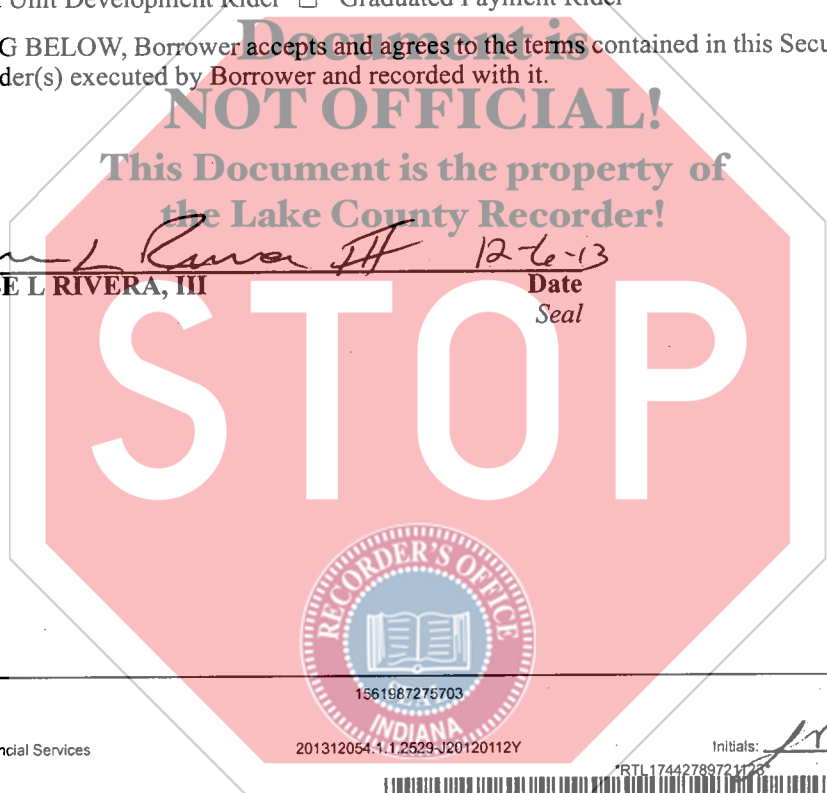 Unit Development Rider ☐ Graduated Payment Rider
Document is
G BELOW, Borrower accepts and agrees to the terms contained in this Secu
der(s) executed by Borrower and recorded with it.
NOT OFFICIAL!
This Document is the property of
the Lake County Recorder!
L Rivera III 12-6-13
E L RIVERA, III Date
Seal
STOP
RECORDER'S OFFICE
SEAL
INDIANA
1561987275703
ncial Services 201312054.1.1.2529-J20120112Y Initials:
*RTL17442789721123*